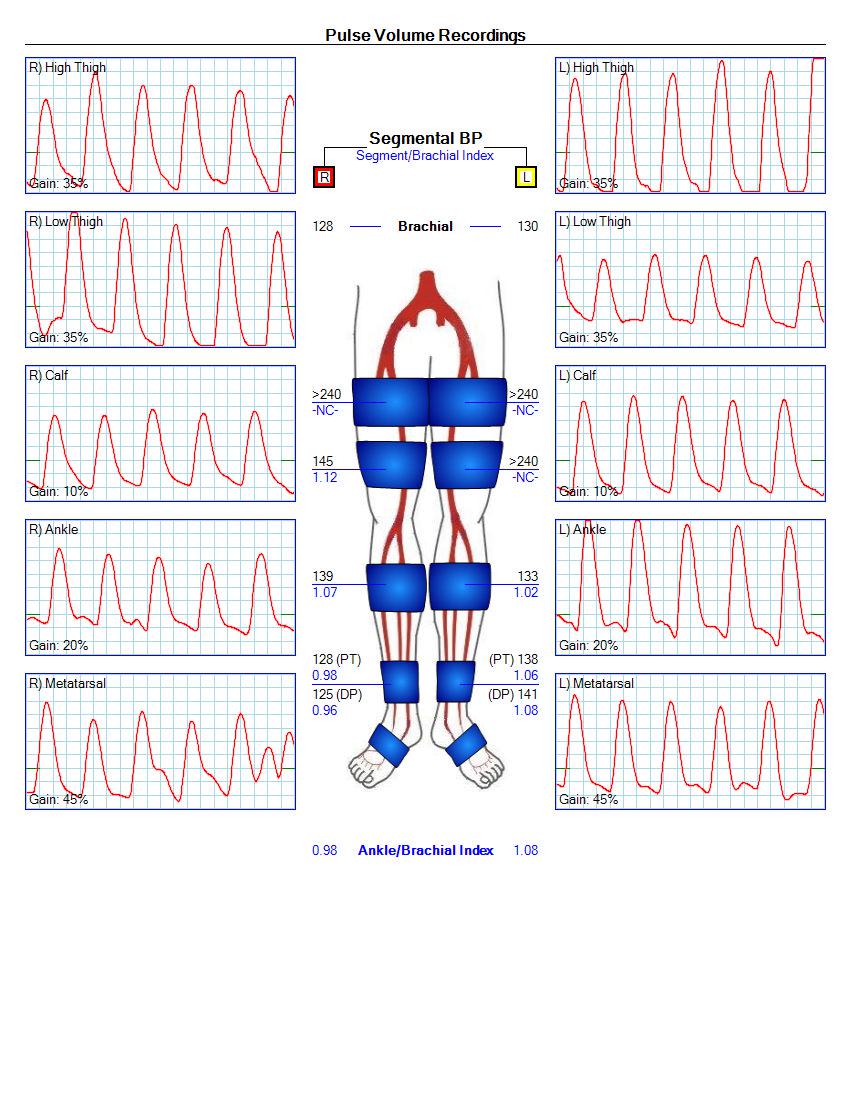 Pulse Volume Recordings
R) High Thigh
Gain: 35%
L) High Thigh
Gain: 35%
Segmental BP
Segment/Brachial Index
R
L
128
Brachial
130
R) Low Thigh
Gain: 35%
L) Low Thigh
Gain: 35%
>240
-NC-
>240
-NC-
R) Calf
Gain: 10%
L) Calf
Gain: 10%
145
1.12
>240
-NC-
R) Ankle
Gain: 20%
L) Ankle
Gain: 20%
139
1.07
133
1.02
128 (PT)
0.98
125 (DP)
0.96
(PT) 138
1.06
(DP) 141
1.08
R) Metatarsal
Gain: 45%
L) Metatarsal
Gain: 45%
0.98 Ankle/Brachial Index 1.08